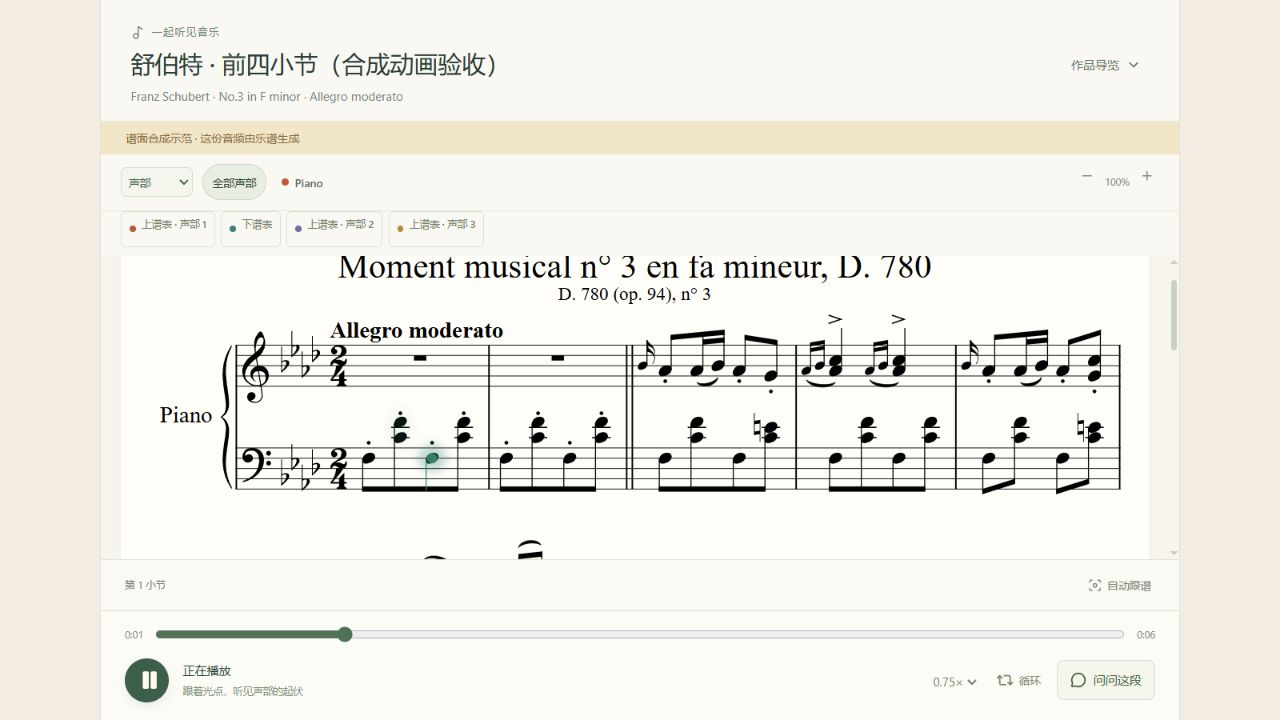 一起听见音乐
舒伯特 · 前四小节（合成动画验收）
作品导览
Franz Schubert · No.3 in F minor · Allegro moderato
谱面合成示范 · 这份音频由乐谱生成
声部
全部声部
Piano
100%
上谱表 · 声部 1
下谱表
上谱表 · 声部 2
上谱表 · 声部 3
Moment musical n° 3 en fa mineur, D. 780
D. 780 (op. 94), n° 3
Allegro moderato
Piano
第 1 小节
自动跟谱
0:01
0:06
正在播放
跟着光点，听见声部的起伏
0.75×
循环
问问这段